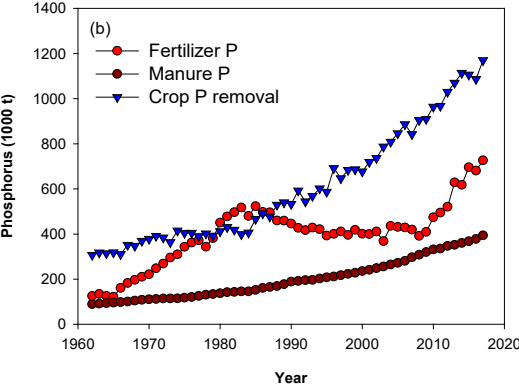 1400
(b)
Fertilizer P
Manure P
Crop P removal
1200
1000
800
600
400
200
0
Phosphorus (1000 t)
1960 1970 1980 1990 2000 2010 2020
Year